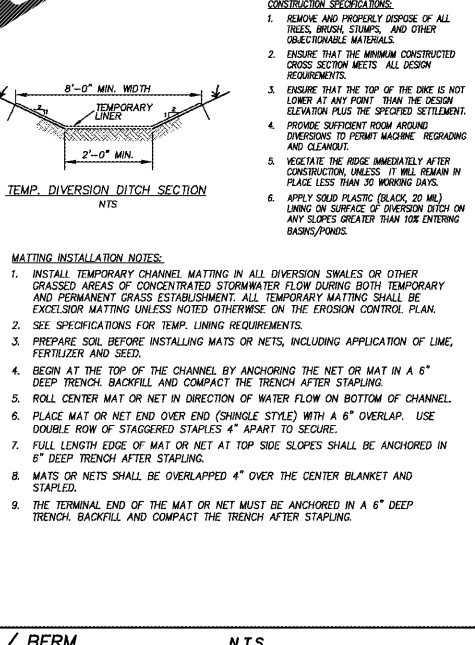 CONSTRUCTION SPECIFICATIONS:
1. REMOVE AND PROPERLY DISPOSE OF ALL
TREES, BRUSH, STUMPS, AND OTHER
OBJECTIONABLE MATERIALS.
2. ENSURE THAT THE MINIMUM CONSTRUCTED
CROSS SECTION MEETS ALL DESIGN
REQUIREMENTS.
3. ENSURE THAT THE TOP OF THE DIKE IS NOT
LOWER AT ANY POINT THAN THE DESIGN
ELEVATION PLUS THE SPECIFIED SETTLEMENT.
4. PROVIDE SUFFICIENT ROOM AROUND
DIVERSIONS TO PERMIT MACHINE REGRADING
AND CLEANOUT.
5. VEGETATE THE RIDGE IMMEDIATELY AFTER
CONSTRUCTION, UNLESS IT WILL REMAIN IN
PLACE LESS THAN 30 WORKING DAYS.
6. APPLY SOLID PLASTIC (BLACK, 20 MIL)
LINING ON SURFACE OF DIVERSION DITCH ON
ANY SLOPES GREATER THAN 10% ENTERING
BASINS/PONDS.
8'-0" MIN. WIDTH
2 1
TEMPORARY
LINER
1 2
2'-0" MIN.
TEMP. DIVERSION DITCH SECTION
NTS
MATTING INSTALLATION NOTES:
1. INSTALL TEMPORARY CHANNEL MATTING IN ALL DIVERSION SWALES OR OTHER
GRASSED AREAS OF CONCENTRATED STORMWATER FLOW DURING BOTH TEMPORARY
AND PERMANENT GRASS ESTABLISHMENT. ALL TEMPORARY MATTING SHALL BE
EXCELSIOR MATTING UNLESS NOTED OTHERWISE ON THE EROSION CONTROL PLAN.
2. SEE SPECIFICATIONS FOR TEMP. LINING REQUIREMENTS.
3. PREPARE SOIL BEFORE INSTALLING MATS OR NETS, INCLUDING APPLICATION OF LIME,
FERTILIZER AND SEED.
4. BEGIN AT THE TOP OF THE CHANNEL BY ANCHORING THE NET OR MAT IN A 6"
DEEP TRENCH. BACKFILL AND COMPACT THE TRENCH AFTER STAPLING.
5. ROLL CENTER MAT OR NET IN DIRECTION OF WATER FLOW ON BOTTOM OF CHANNEL.
6. PLACE MAT OR NET END OVER END (SHINGLE STYLE) WITH A 6" OVERLAP. USE
DOUBLE ROW OF STAGGERED STAPLES 4" APART TO SECURE.
7. FULL LENGTH EDGE OF MAT OR NET AT TOP SIDE SLOPES SHALL BE ANCHORED IN
6" DEEP TRENCH AFTER STAPLING.
8. MATS OR NETS SHALL BE OVERLAPPED 4" OVER THE CENTER BLANKET AND
STAPLED.
9. THE TERMINAL END OF THE MAT OR NET MUST BE ANCHORED IN A 6" DEEP
TRENCH. BACKFILL AND COMPACT THE TRENCH AFTER STAPLING.
/ BERM N.T.S.